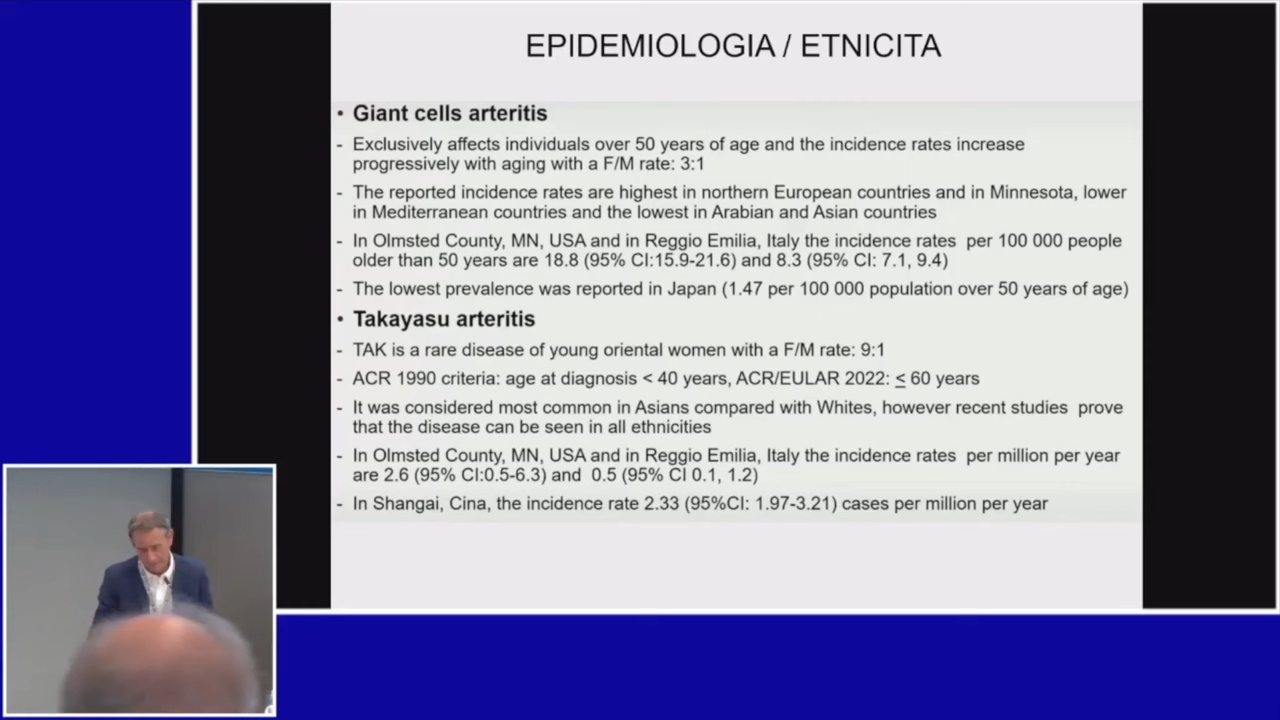 EPIDEMIOLOGIA / ETNICITA
• Giant cells arteritis
- Exclusively affects individuals over 50 years of age and the incidence rates increase
progressively with aging with a F/M rate: 3:1
- The reported incidence rates are highest in northern European countries and in Minnesota, lower
in Mediterranean countries and the lowest in Arabian and Asian countries
- In Olmsted County, MN, USA and in Reggio Emilia, Italy the incidence rates per 100 000 people
older than 50 years are 18.8 (95% CI:15.9-21.6) and 8.3 (95% CI: 7.1, 9.4)
- The lowest prevalence was reported in Japan (1.47 per 100 000 population over 50 years of age)
• Takayasu arteritis
- TAK is a rare disease of young oriental women with a F/M rate: 9:1
- ACR 1990 criteria: age at diagnosis < 40 years, ACR/EULAR 2022: ≤ 60 years
- It was considered most common in Asians compared with Whites, however recent studies prove
that the disease can be seen in all ethnicities
- In Olmsted County, MN, USA and in Reggio Emilia, Italy the incidence rates per million per year
are 2.6 (95% CI:0.5-6.3) and 0.5 (95% CI 0.1, 1.2)
- In Shangai, Cina, the incidence rate 2.33 (95%CI: 1.97-3.21) cases per million per year